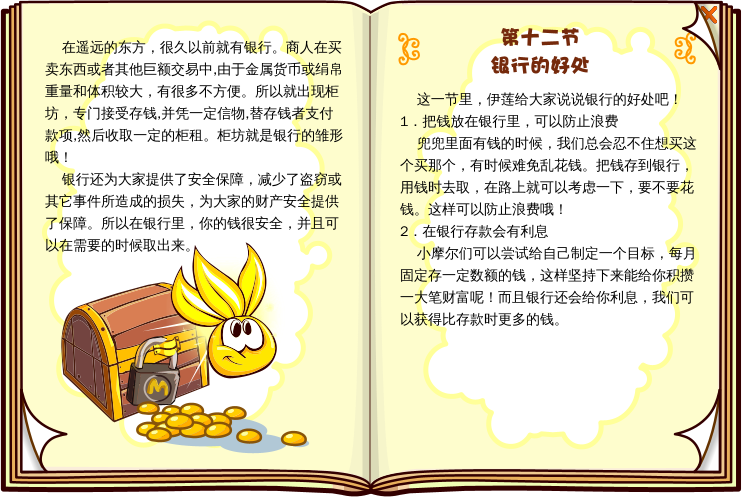 在遥远的东方，很久以前就有银行。商人在买
卖东西或者其他巨额交易中,由于金属货币或绢帛
重量和体积较大，有很多不方便。所以就出现柜
坊，专门接受存钱,并凭一定信物,替存钱者支付
款项,然后收取一定的柜租。柜坊就是银行的雏形
哦！
银行还为大家提供了安全保障，减少了盗窃或
其它事件所造成的损失，为大家的财产安全提供
了保障。所以在银行里，你的钱很安全，并且可
以在需要的时候取出来。
M
第十二节
银行的好处
这一节里，伊莲给大家说说银行的好处吧！
1．把钱放在银行里，可以防止浪费
兜兜里面有钱的时候，我们总会忍不住想买这
个买那个，有时候难免乱花钱。把钱存到银行，
用钱时去取，在路上就可以考虑一下，要不要花
钱。这样可以防止浪费哦！
2．在银行存款会有利息
小摩尔们可以尝试给自己制定一个目标，每月
固定存一定数额的钱，这样坚持下来能给你积攒
一大笔财富呢！而且银行还会给你利息，我们可
以获得比存款时更多的钱。